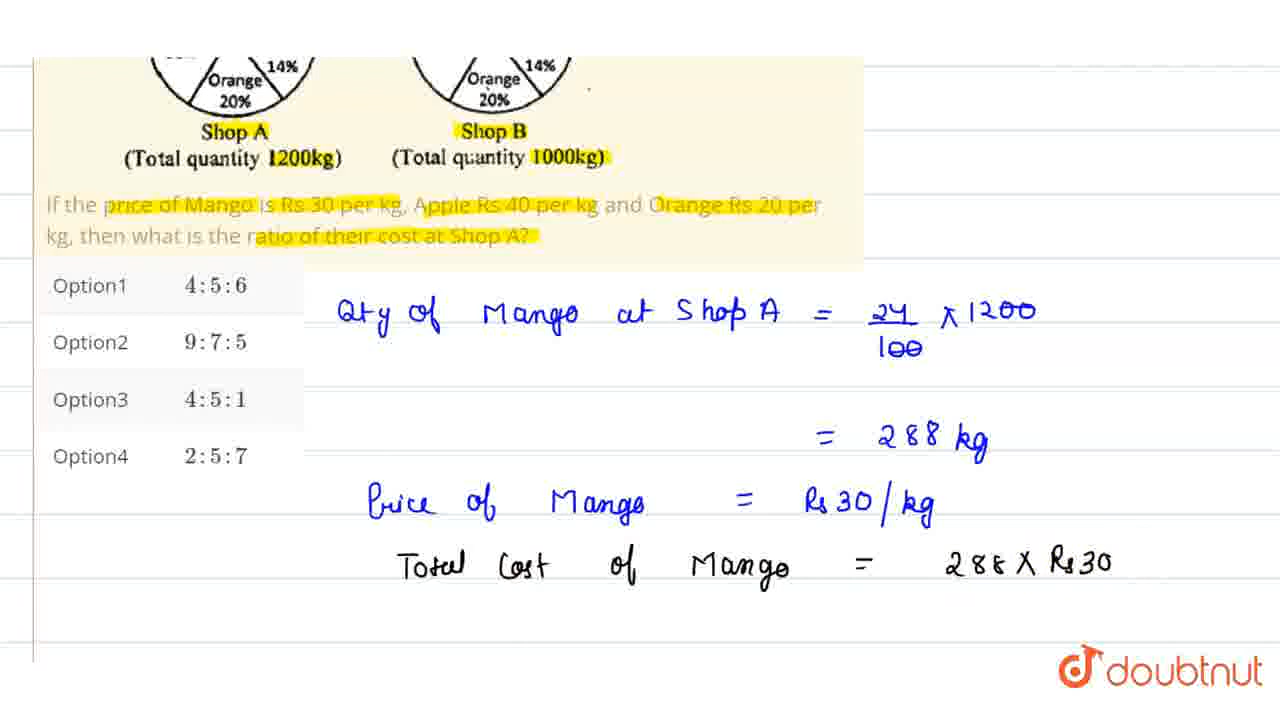 14%
14%
Orange
Orange
20%
20%
Shop A
Shop B
(Total quantity 1200kg)
(Total quantity 1000kg)
If the price of Mango is Rs 30 per kg, Apple Rs 40 per kg and Orange Rs 20 per
kg, then what is the ratio of their cost at Shop A?
Option1 4 : 5 : 6
Option2 9 : 7 : 5
Option3 4 : 5 : 1
Option4 2 : 5 : 7
Qty of Mango at Shop A = 24/100 × 1200
= 288 kg
Price of Mango = Rs 30/kg
Total Cost of Mango = 288 × Rs 30
doubtnut